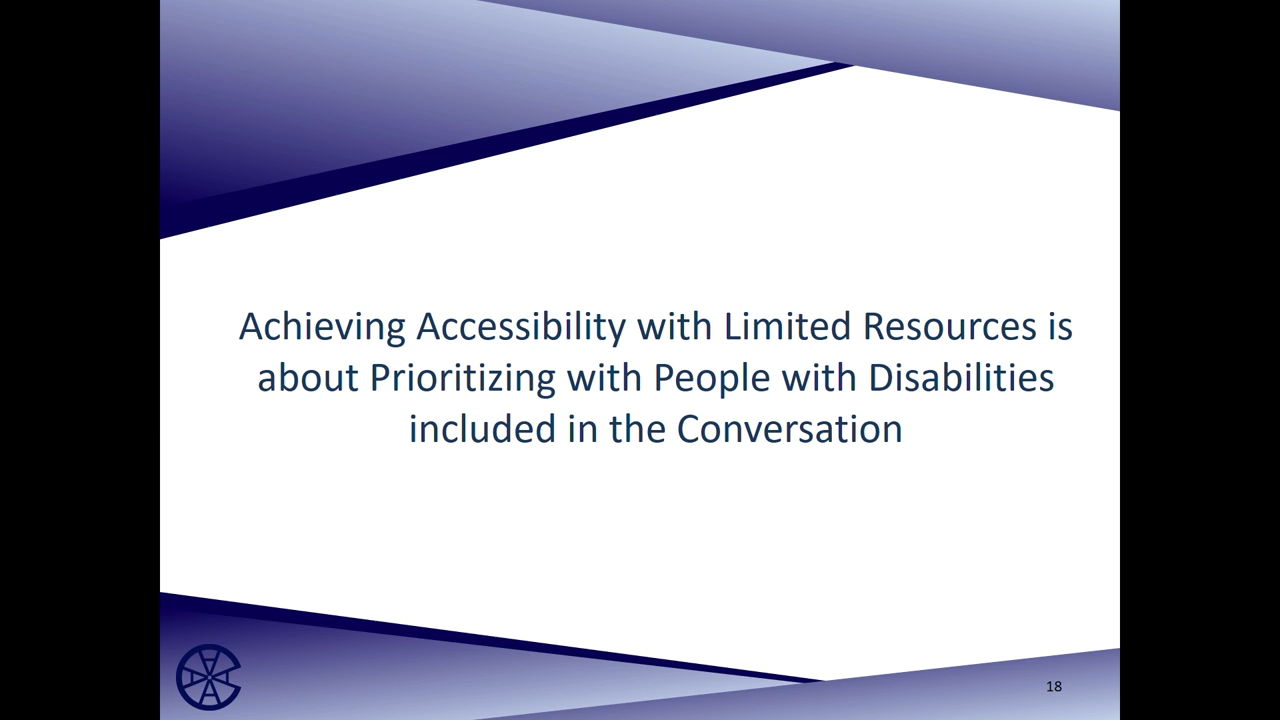 Achieving Accessibility with Limited Resources is
about Prioritizing with People with Disabilities
included in the Conversation
18